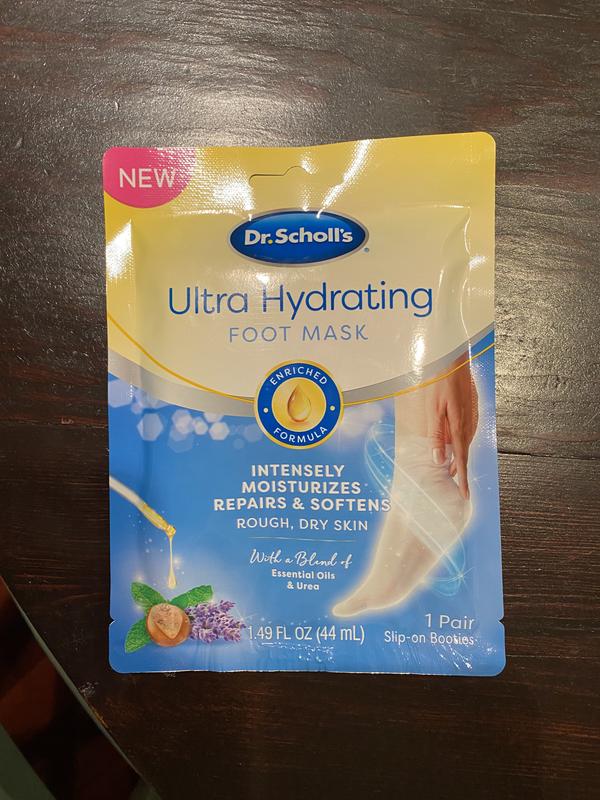 NEW
Dr.Scholl's®
Ultra Hydrating
FOOT MASK
ENRICHED
FORMULA
INTENSELY
MOISTURIZES
REPAIRS & SOFTENS
ROUGH, DRY SKIN
With a Blend of
Essential Oils
& Urea
1.49 FL OZ (44 mL)
1 Pair
Slip-on Booties